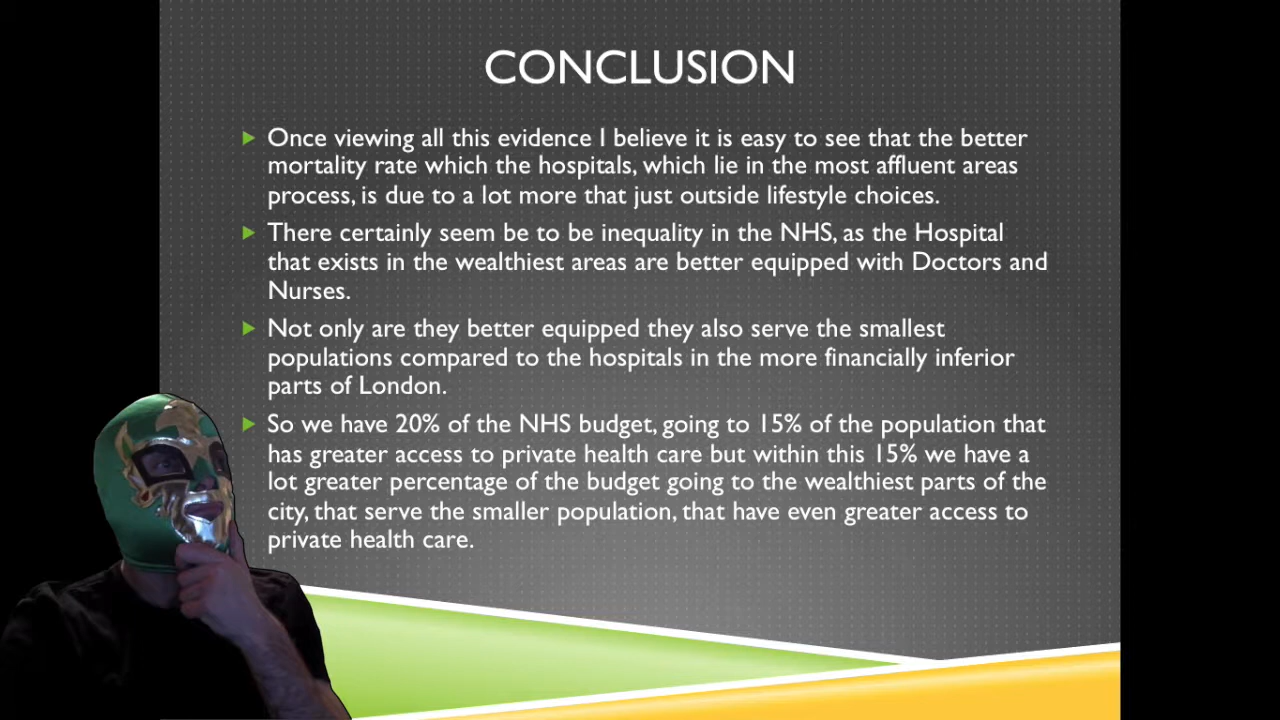 CONCLUSION
Once viewing all this evidence I believe it is easy to see that the better
mortality rate which the hospitals, which lie in the most affluent areas
process, is due to a lot more that just outside lifestyle choices.
There certainly seem be to be inequality in the NHS, as the Hospital
that exists in the wealthiest areas are better equipped with Doctors and
Nurses.
Not only are they better equipped they also serve the smallest
populations compared to the hospitals in the more financially inferior
parts of London.
So we have 20% of the NHS budget, going to 15% of the population that
has greater access to private health care but within this 15% we have a
lot greater percentage of the budget going to the wealthiest parts of the
city, that serve the smaller population, that have even greater access to
private health care.